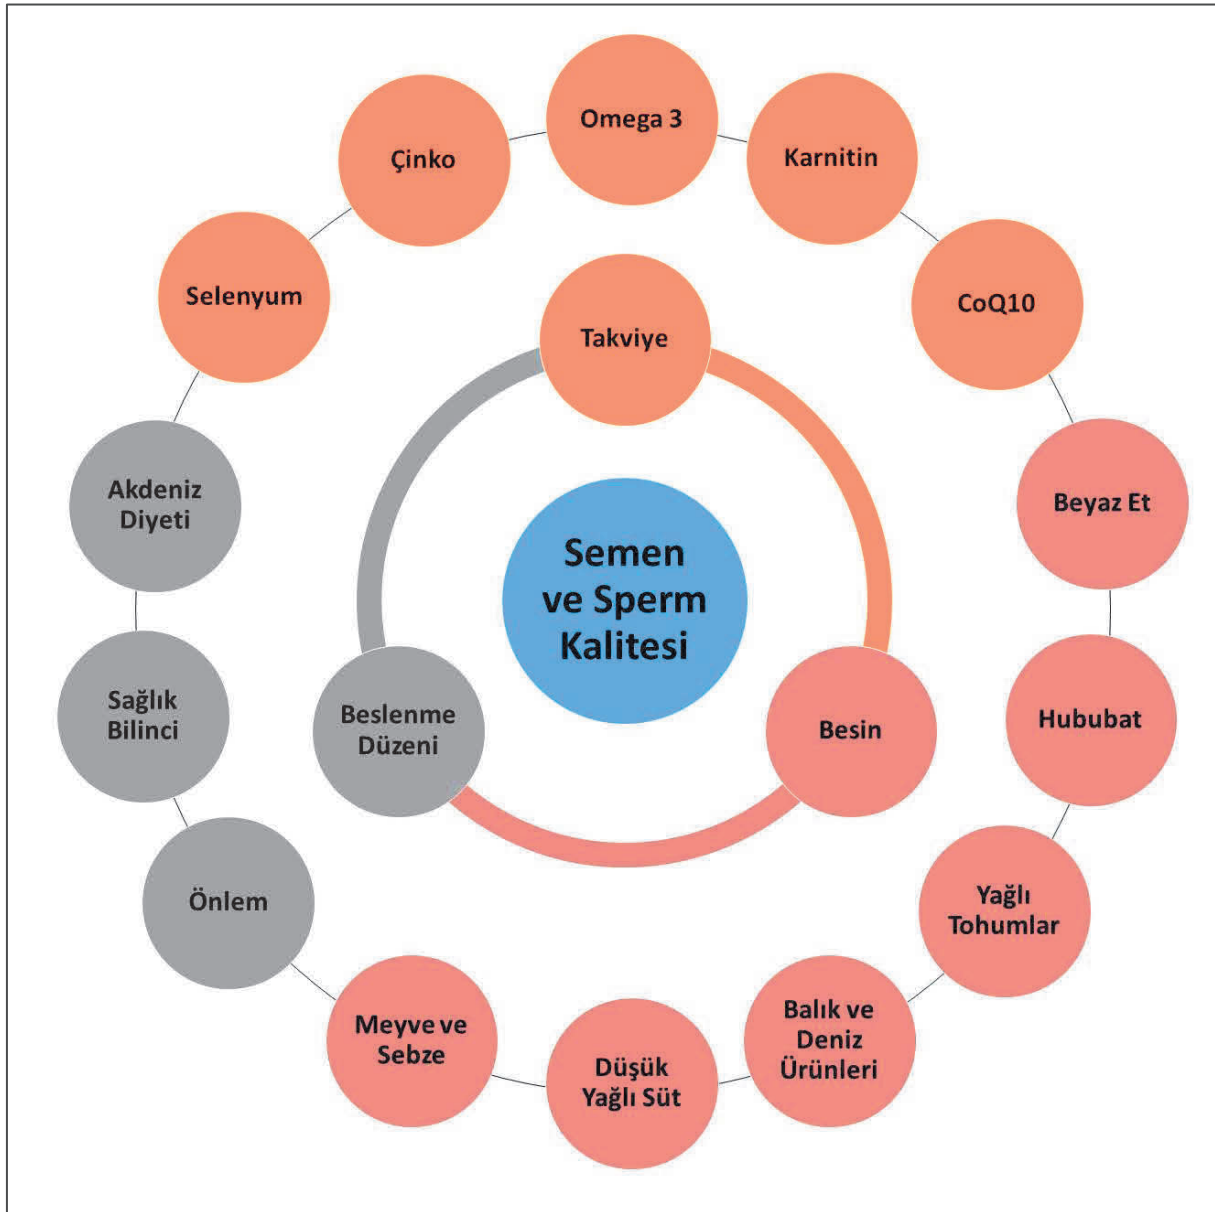 Omega 3
Karnitin
Çinko
CoQ10
Selenyum
Takviye
Akdeniz
Diyeti
Beyaz Et
Semen
ve Sperm
Kalitesi
Sağlık
Bilinci
Beslenme
Düzeni
Besin
Hububat
Önlem
Yağlı
Tohumlar
Meyve ve
Sebze
Düşük
Yağlı Süt
Balık ve
Deniz
Ürünleri